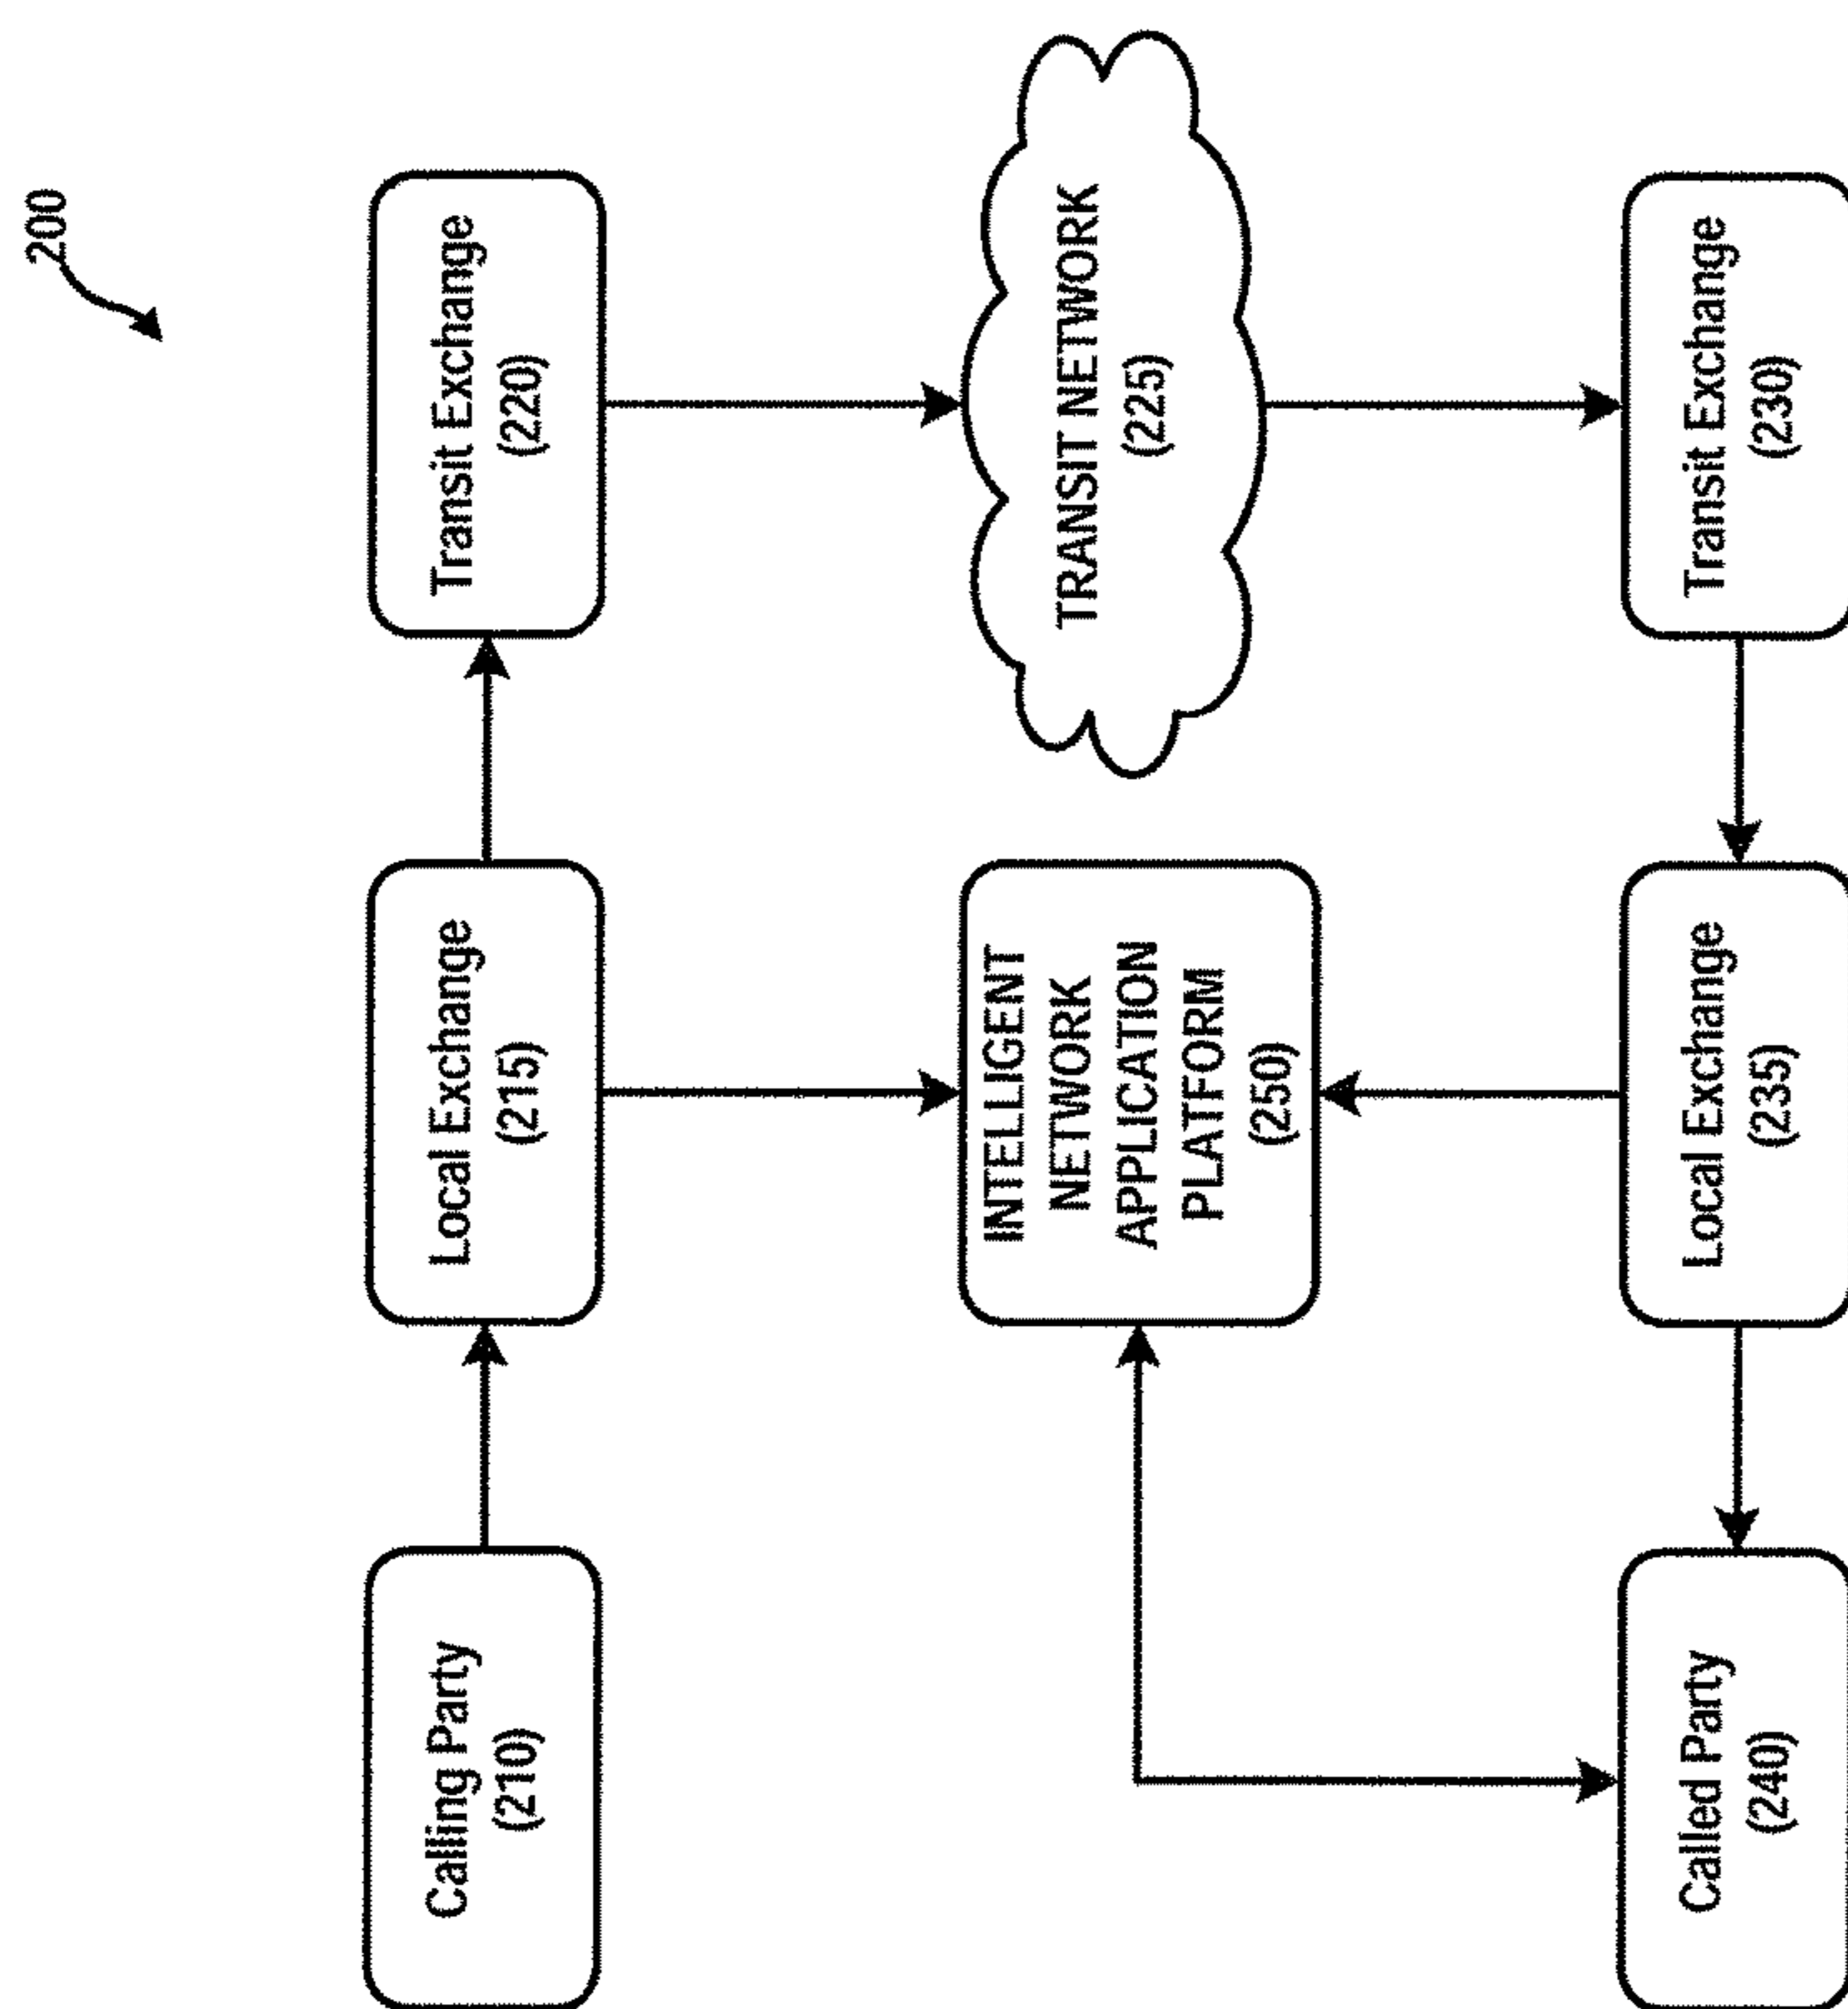 200
Calling Party
(210)
Local Exchange
(215)
Transit Exchange
(220)
INTELLIGENT
NETWORK
APPLICATION
PLATFORM
(250)
TRANSIT NETWORK
(225)
Called Party
(240)
Local Exchange
(235)
Transit Exchange
(230)